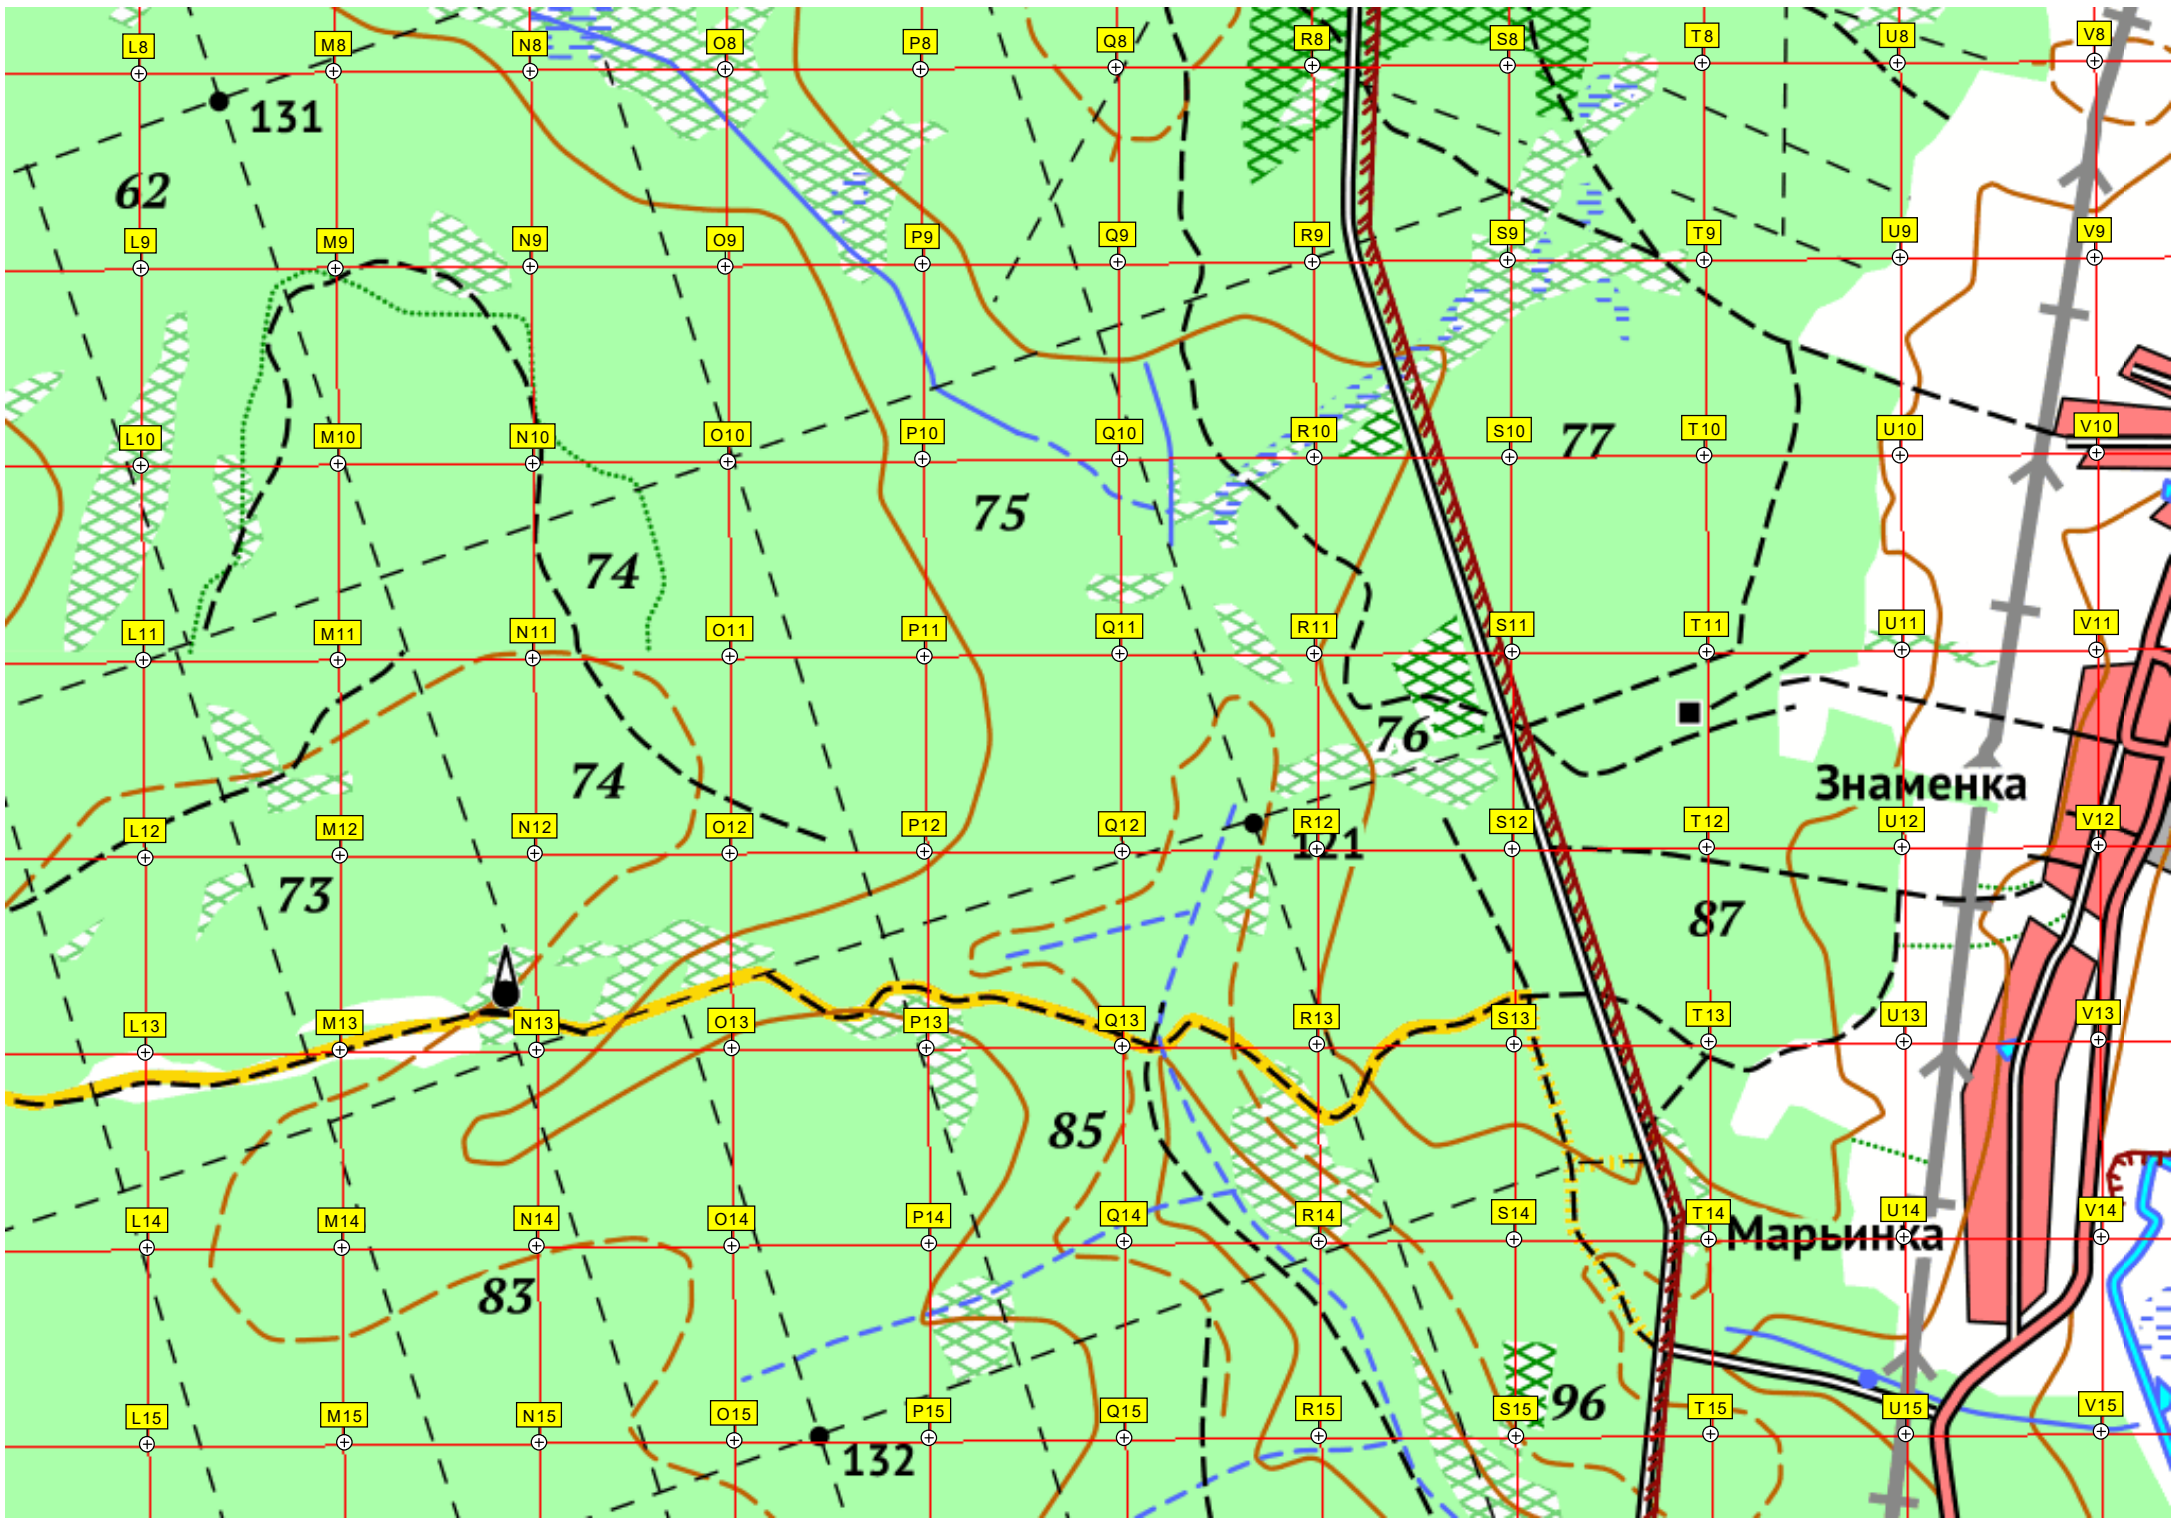 L8 M8 N8 O8 P8 Q8 R8 S8 T8 U8 V8
131
62
L9 M9 N9 O9 P9 Q9 R9 S9 T9 U9 V9
L10 M10 N10 O10 P10 Q10 R10 S10 77 T10 U10 V10
75
74
L11 M11 N11 O11 P11 Q11 R11 S11 T11 U11 V11
76
74 Знаменка
L12 M12 N12 O12 P12 Q12 R12 S12 T12 U12 V12
121
73 87
L13 M13 N13 O13 P13 Q13 R13 S13 T13 U13 V13
85
L14 M14 N14 O14 P14 Q14 R14 S14 T14 U14 V14
Марьинка
83
L15 M15 N15 O15 P15 Q15 R15 S15 96 T15 U15 V15
132